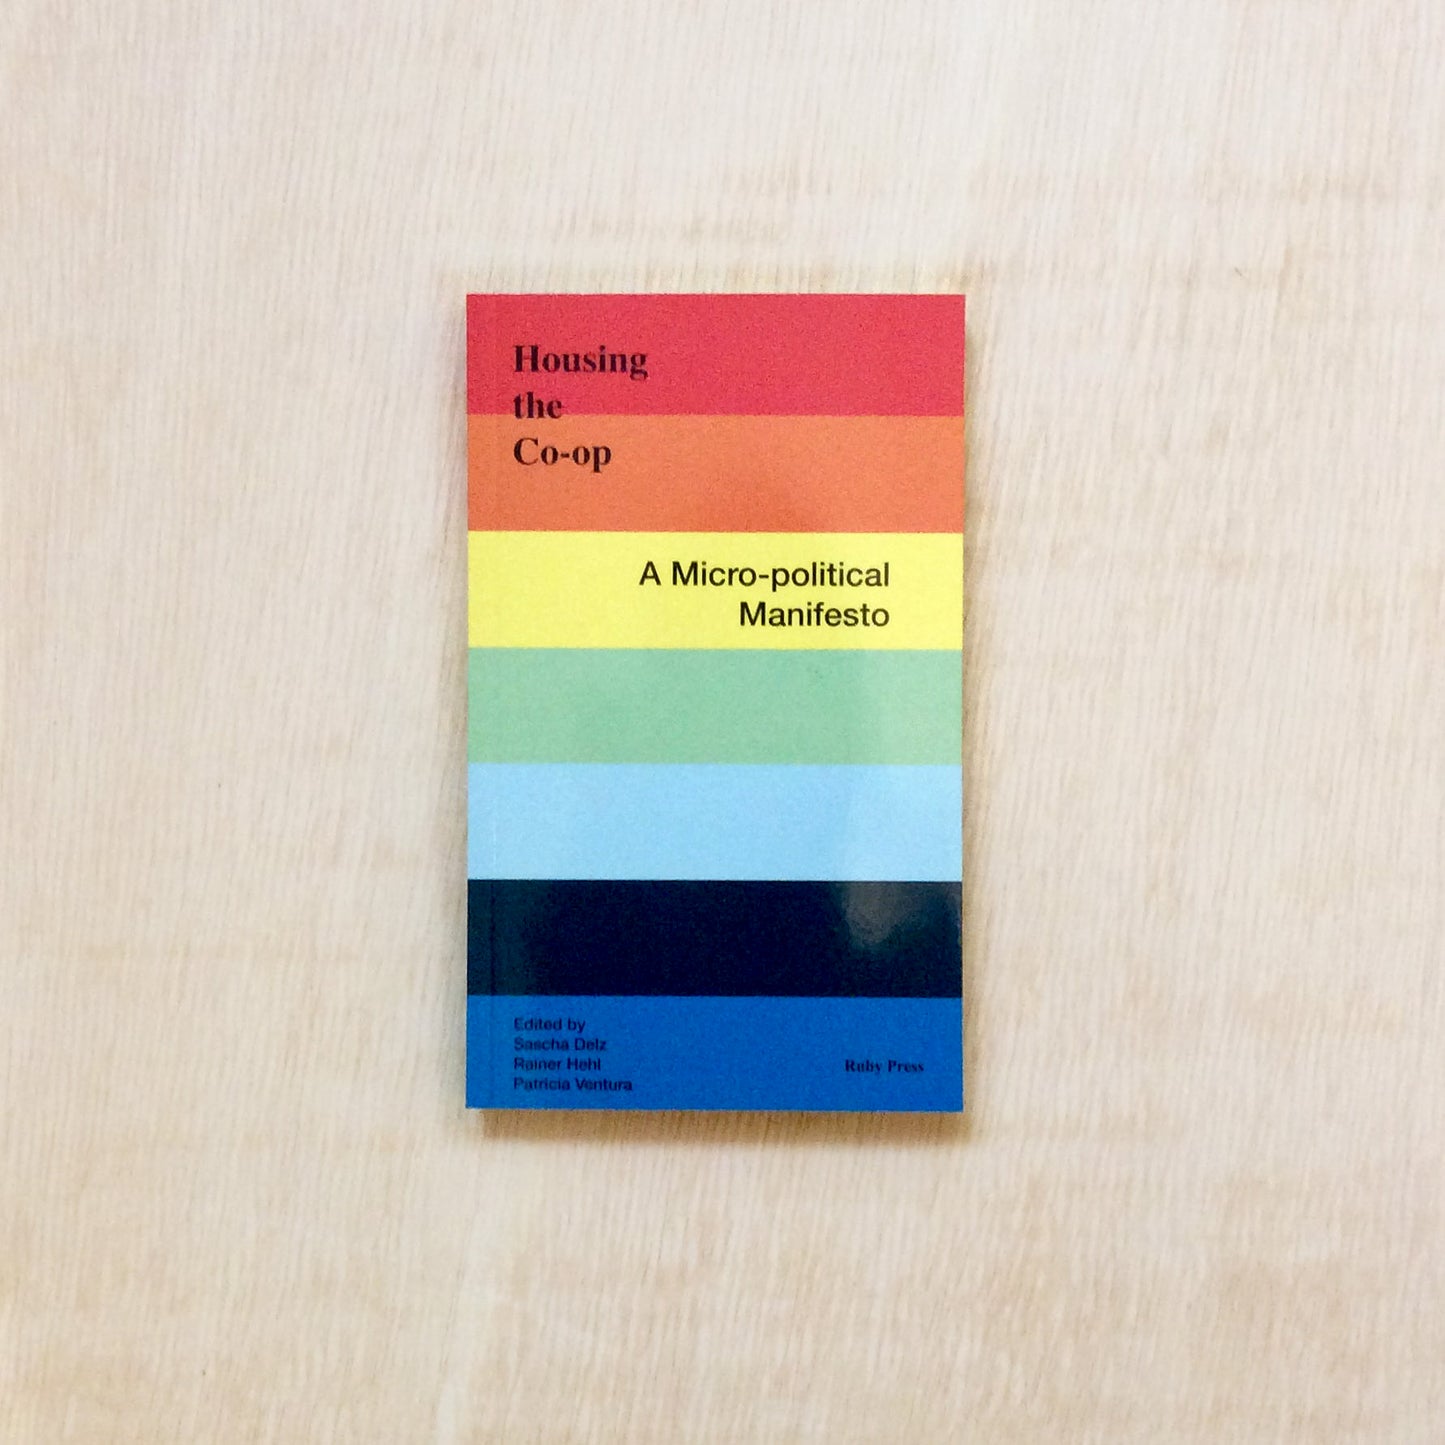 Housing
the
Co-op
A Micro-political
Manifesto
Edited by
Sascha Delz
Rainer Hehl
Patricia Ventura
Ruby Press